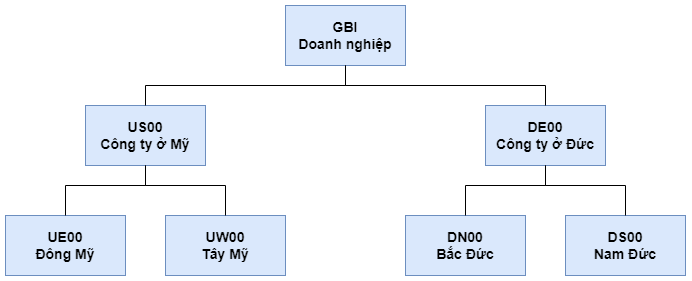 GBI
Doanh nghiệp
US00
Công ty ở Mỹ
DE00
Công ty ở Đức
UE00
Đông Mỹ
UW00
Tây Mỹ
DN00
Bắc Đức
DS00
Nam Đức